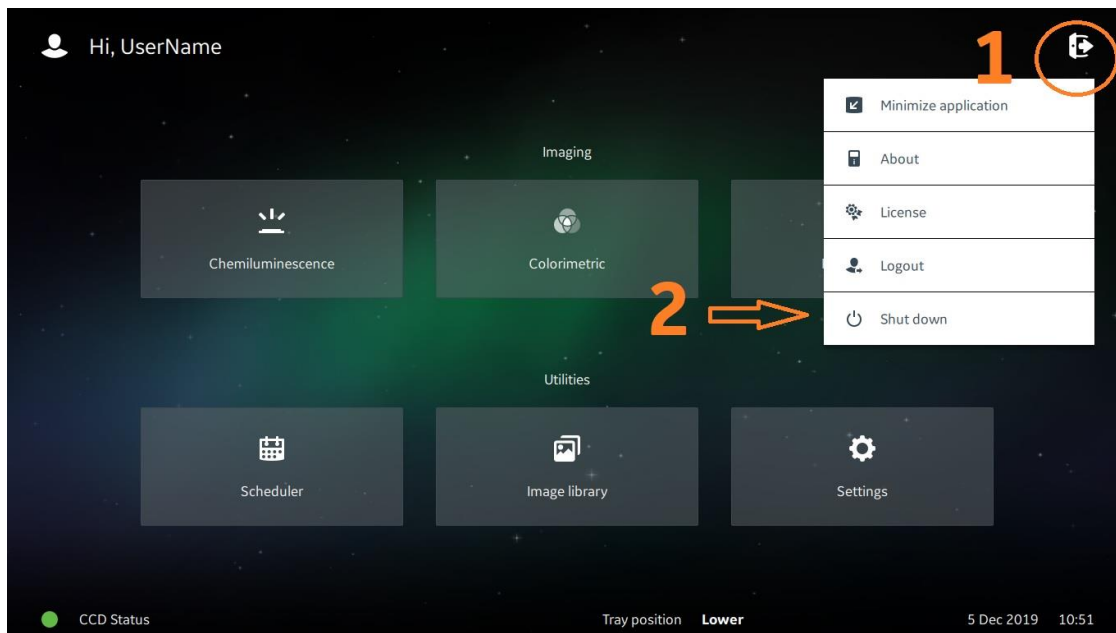 Hi, UserName
1
Minimize application
About
License
Logout
Shut down
2
Imaging
Chemiluminescence
Colorimetric
Utilities
Scheduler
Image library
Settings
CCD Status
Tray position Lower
5 Dec 2019 10:51